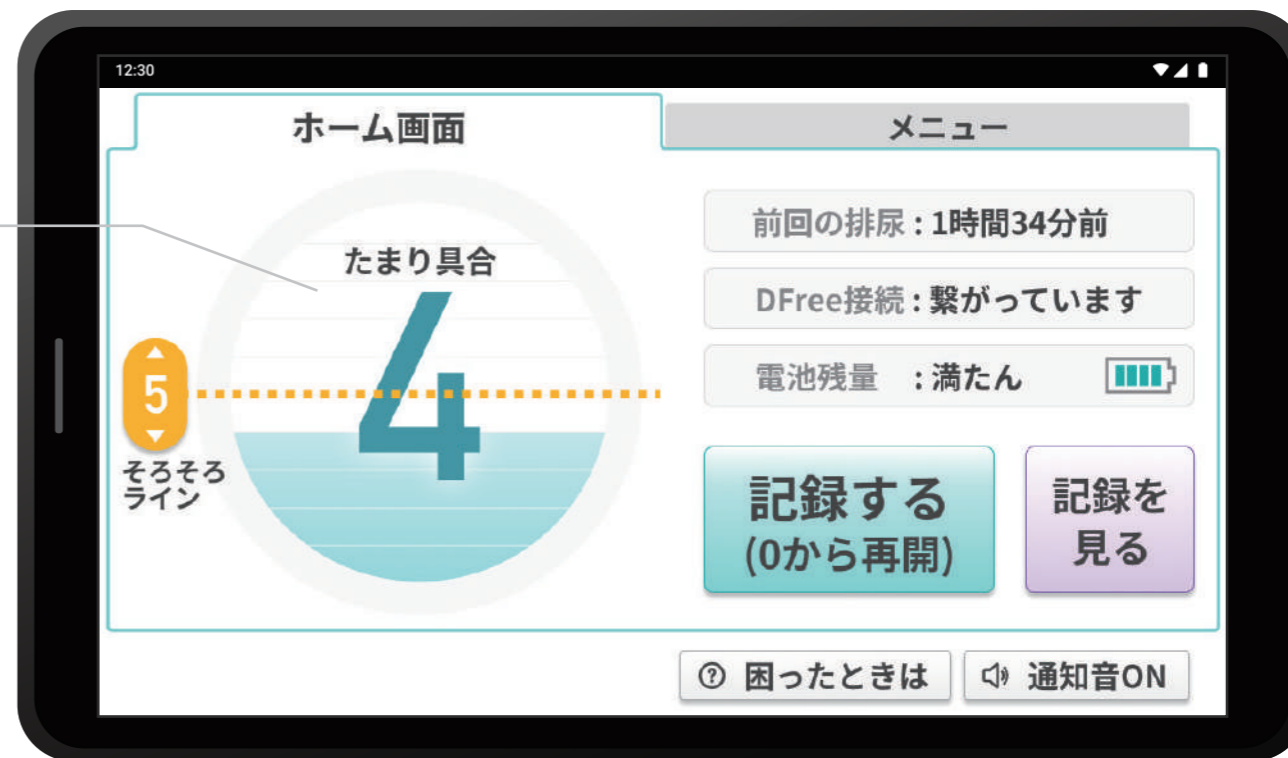 12:30
ホーム画面
メニュー
たまり具合
4
5
そろそろ
ライン
前回の排尿 : 1時間34分前
DFree接続 : 繋がっています
電池残量 : 満たん
記録する
(0から再開)
記録を
見る
? 困ったときは
通知音ON